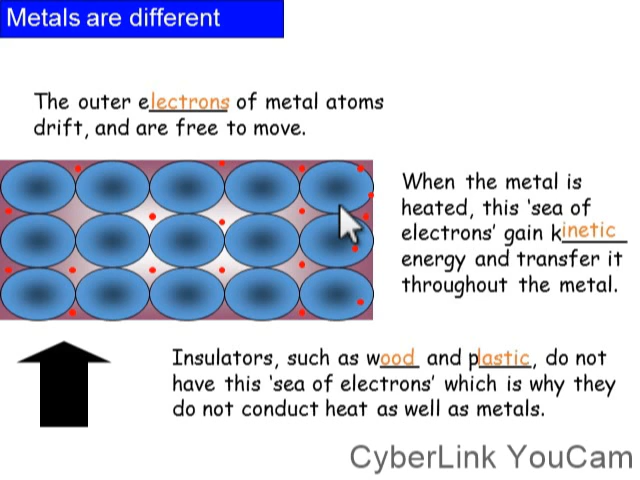 Metals are different
The outer electrons of metal atoms
drift, and are free to move.
When the metal is
heated, this 'sea of
electrons' gain kinetic
energy and transfer it
throughout the metal.
Insulators, such as wood and plastic, do not
have this 'sea of electrons' which is why they
do not conduct heat as well as metals.
CyberLink YouCam